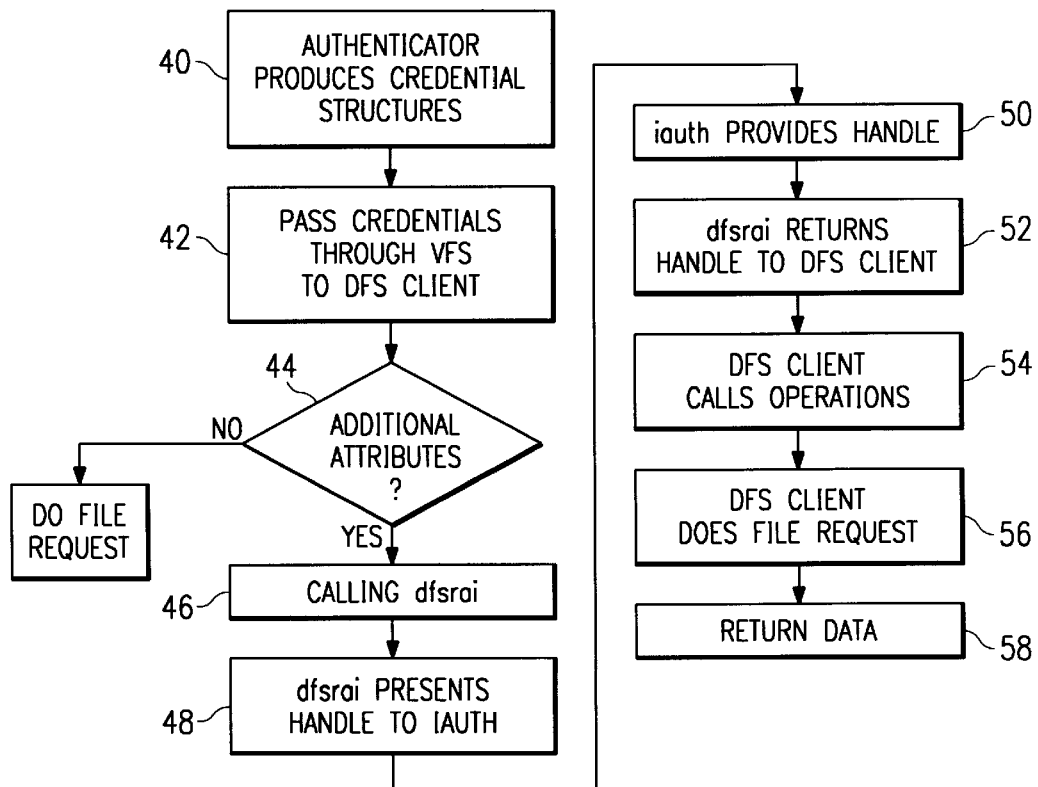 40
AUTHENTICATOR
PRODUCES CREDENTIAL
STRUCTURES
42
PASS CREDENTIALS
THROUGH VFS
TO DFS CLIENT
44
ADDITIONAL
ATTRIBUTES
?
NO
DO FILE
REQUEST
YES
46
CALLING dfsrai
48
dfsrai PRESENTS
HANDLE TO IAUTH
iauth PROVIDES HANDLE
50
dfsrai RETURNS
HANDLE TO DFS CLIENT
52
DFS CLIENT
CALLS OPERATIONS
54
DFS CLIENT
DOES FILE REQUEST
56
RETURN DATA
58